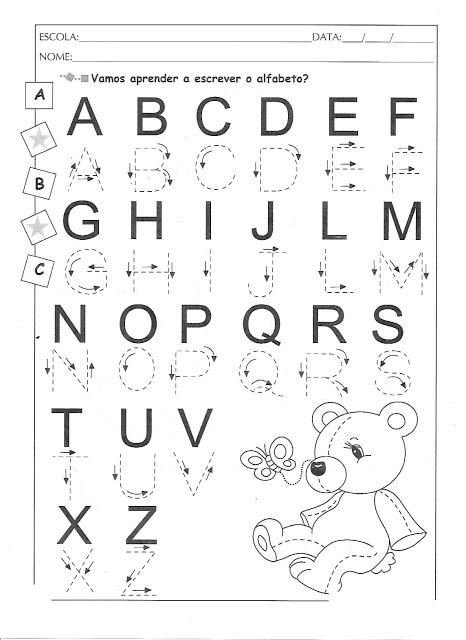 ESCOLA: DATA: / /
NOME:
Vamos aprender a escrever o alfabeto?
A
B
C
A B C D E F
A B C D E F
G H I J L M
G H I J L M
N O P Q R S
N O P Q R S
T U V
T U V
X Z
X Z